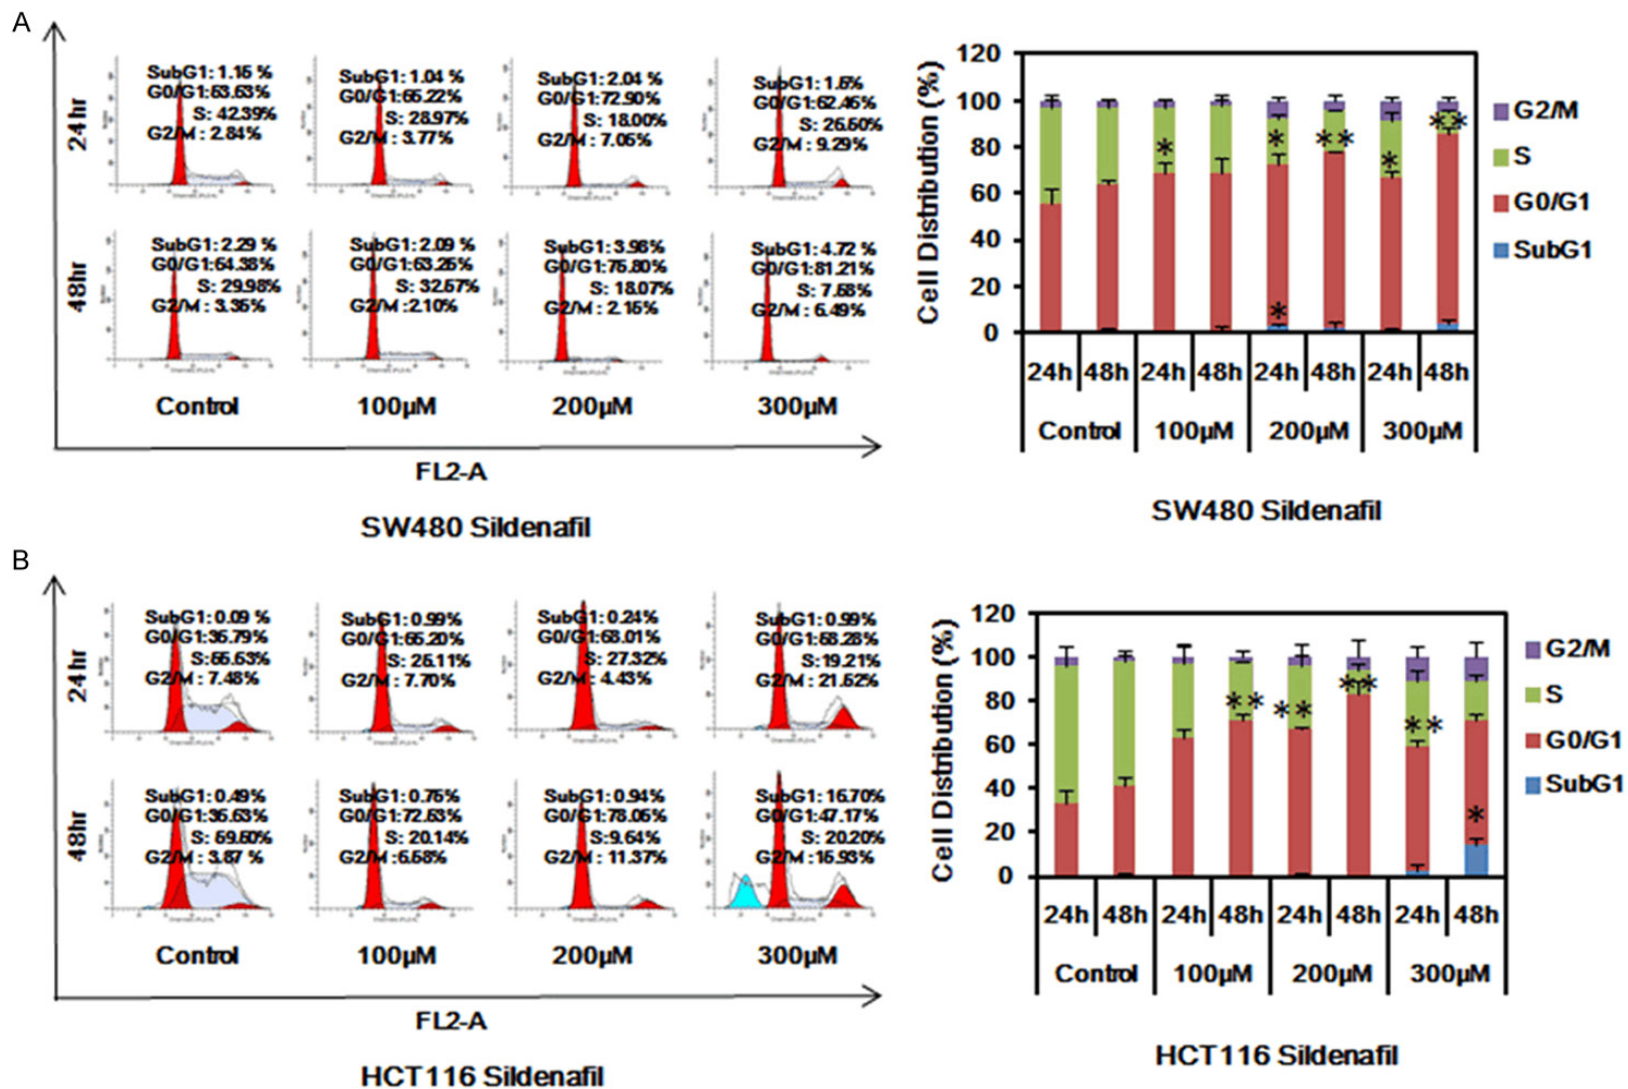 A
24 hr
SubG1: 1.15 %
G0/G1:53.53%
S: 42.39%
G2/M : 2.84%
SubG1: 1.04 %
G0/G1:66.22%
S: 28.97%
G2/M : 3.77%
SubG1: 2.04 %
G0/G1:72.90%
S: 18.00%
G2/M : 7.06%
SubG1: 1.6%
G0/G1:62.46%
S: 26.60%
G2/M : 9.29%
48hr
SubG1: 2.29 %
G0/G1:64.38%
S: 29.98%
G2/M : 3.35%
SubG1: 2.09 %
G0/G1:63.25%
S: 32.57%
G2/M :2.10%
SubG1: 3.98%
G0/G1:75.80%
S: 18.07%
G2/M : 2.15%
SubG1: 4.72 %
G0/G1:81.21%
S: 7.58%
G2/M : 6.49%
Control 100µM 200µM 300µM
FL2-A
SW480 Sildenafil
Cell Distribution (%)
120
100
80
60
40
20
0
*
*
*
**
*
**
G2/M
S
G0/G1
SubG1
24h 48h 24h 48h 24h 48h 24h 48h
Control 100µM 200µM 300µM
SW480 Sildenafil
B
24hr
SubG1: 0.09 %
G0/G1:36.79%
S:55.63%
G2/M : 7.48%
SubG1: 0.99%
G0/G1:66.20%
S: 25.11%
G2/M : 7.70%
SubG1: 0.24%
G0/G1:68.01%
S: 27.32%
G2/M : 4.43%
SubG1: 0.99%
G0/G1:58.28%
S:19.21%
G2/M : 21.52%
48hr
SubG1: 0.49%
G0/G1:35.63%
S: 59.60%
G2/M : 3.87 %
SubG1: 0.75%
G0/G1:72.53%
S: 20.14%
G2/M :6.58%
SubG1: 0.94%
G0/G1:78.05%
S:9.64%
G2/M : 11.37%
SubG1: 16.70%
G0/G1:47.17%
S: 20.20%
G2/M :15.93%
Control 100µM 200µM 300µM
FL2-A
HCT116 Sildenafil
Cell Distribution (%)
120
100
80
60
40
20
0
**
**
**
**
*
G2/M
S
G0/G1
SubG1
24h 48h 24h 48h 24h 48h 24h 48h
Control 100µM 200µM 300µM
HCT116 Sildenafil